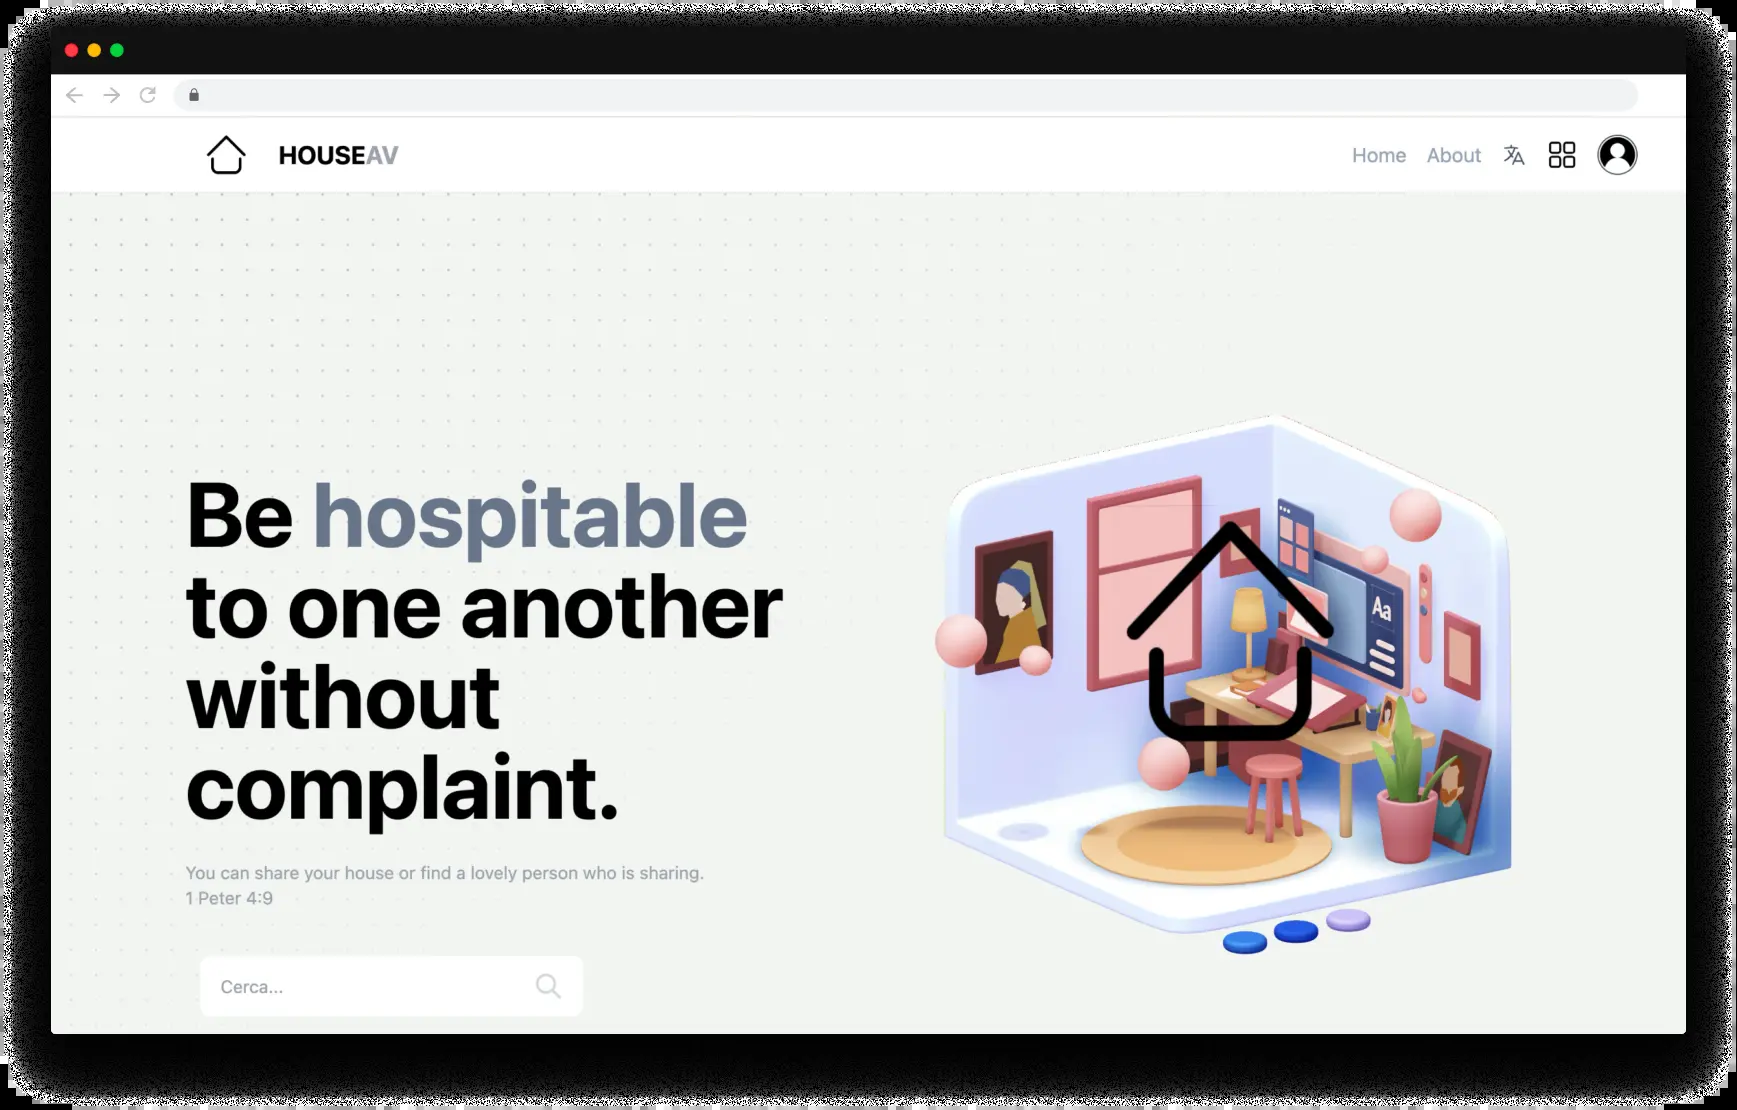 HOUSEAV
Home About
Be hospitable
to one another
without
complaint.
Aa
You can share your house or find a lovely person who is sharing.
1 Peter 4:9
Cerca...